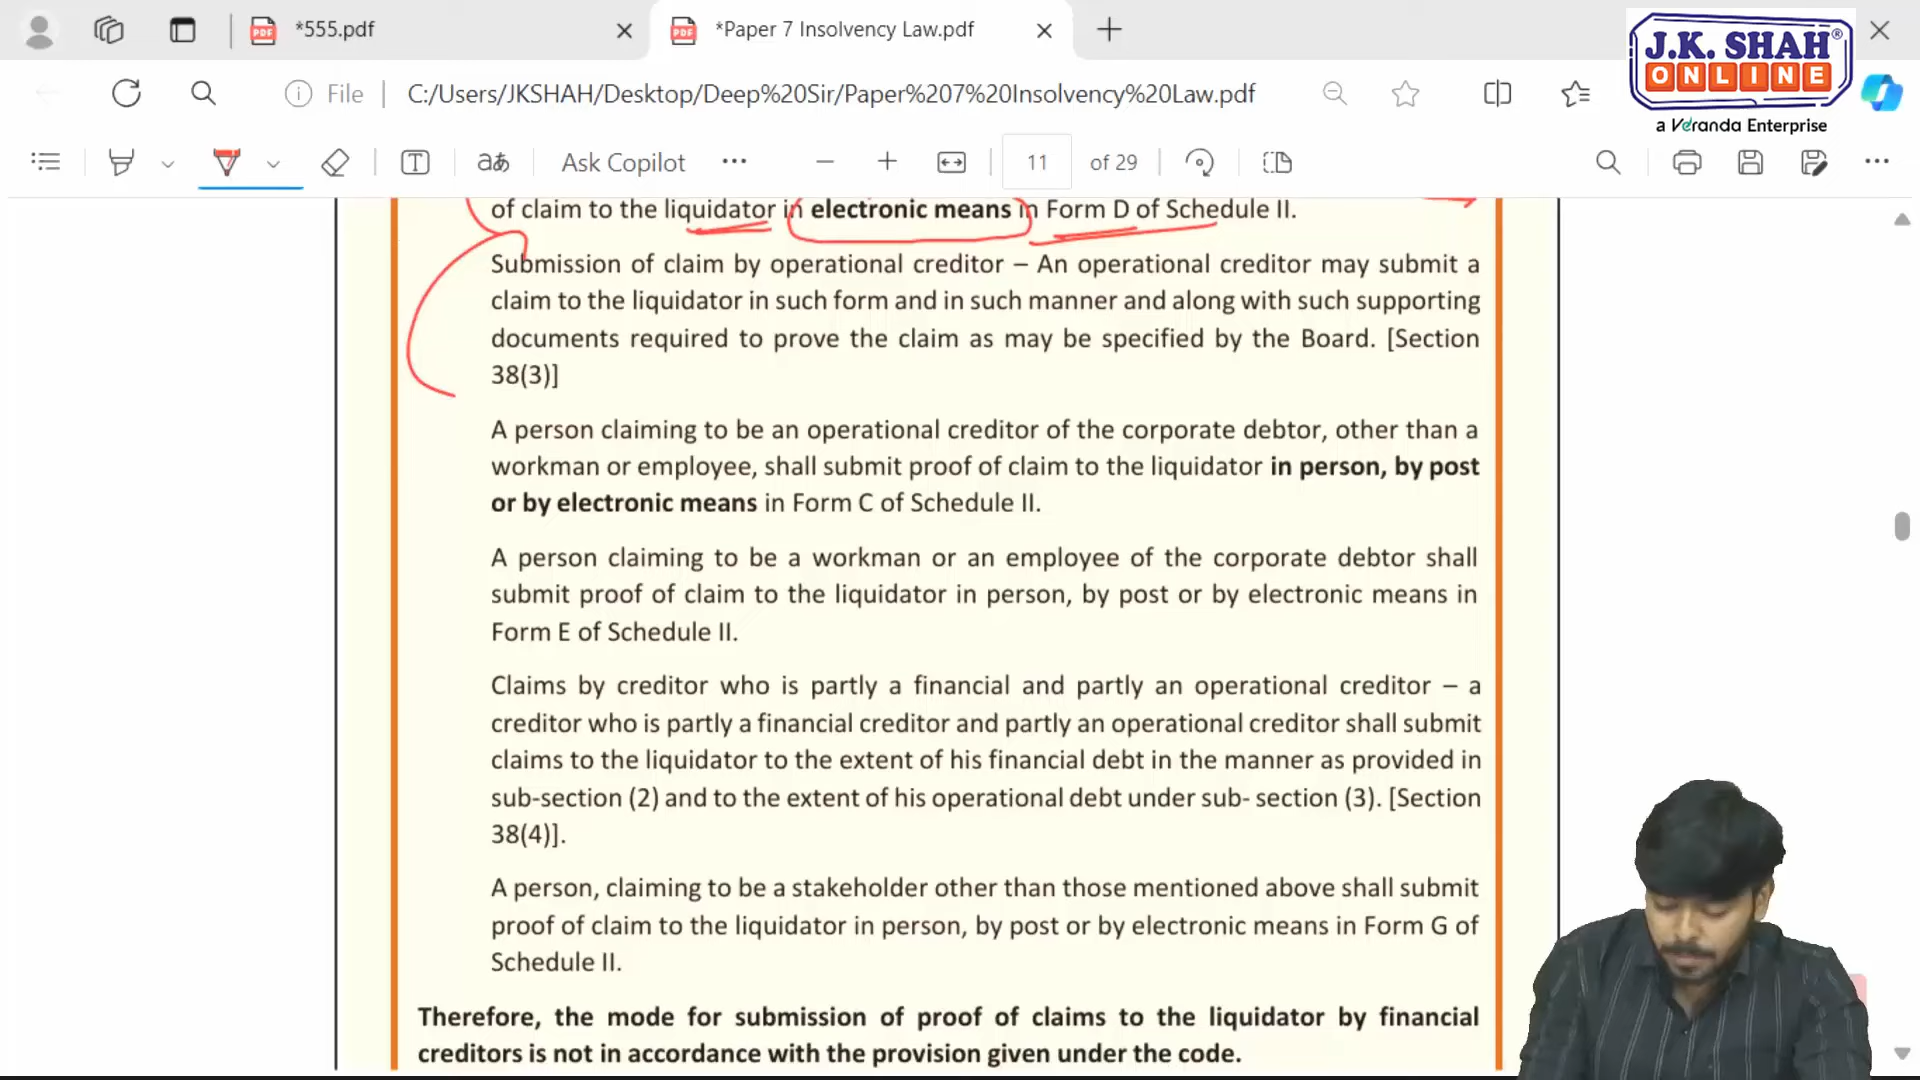 *555.pdf
*Paper 7 Insolvency Law.pdf
J.K. SHAH®
ONLINE
a Veranda Enterprise
File
C:/Users/JKSHAH/Desktop/Deep%20Sir/Paper%207%20Insolvency%20Law.pdf
aあ
Ask Copilot
11
of 29
of claim to the liquidator in electronic means in Form D of Schedule II.
Submission of claim by operational creditor – An operational creditor may submit a
claim to the liquidator in such form and in such manner and along with such supporting
documents required to prove the claim as may be specified by the Board. [Section
38(3)]
A person claiming to be an operational creditor of the corporate debtor, other than a
workman or employee, shall submit proof of claim to the liquidator in person, by post
or by electronic means in Form C of Schedule II.
A person claiming to be a workman or an employee of the corporate debtor shall
submit proof of claim to the liquidator in person, by post or by electronic means in
Form E of Schedule II.
Claims by creditor who is partly a financial and partly an operational creditor – a
creditor who is partly a financial creditor and partly an operational creditor shall submit
claims to the liquidator to the extent of his financial debt in the manner as provided in
sub-section (2) and to the extent of his operational debt under sub- section (3). [Section
38(4)].
A person, claiming to be a stakeholder other than those mentioned above shall submit
proof of claim to the liquidator in person, by post or by electronic means in Form G of
Schedule II.
Therefore, the mode for submission of proof of claims to the liquidator by financial
creditors is not in accordance with the provision given under the code.